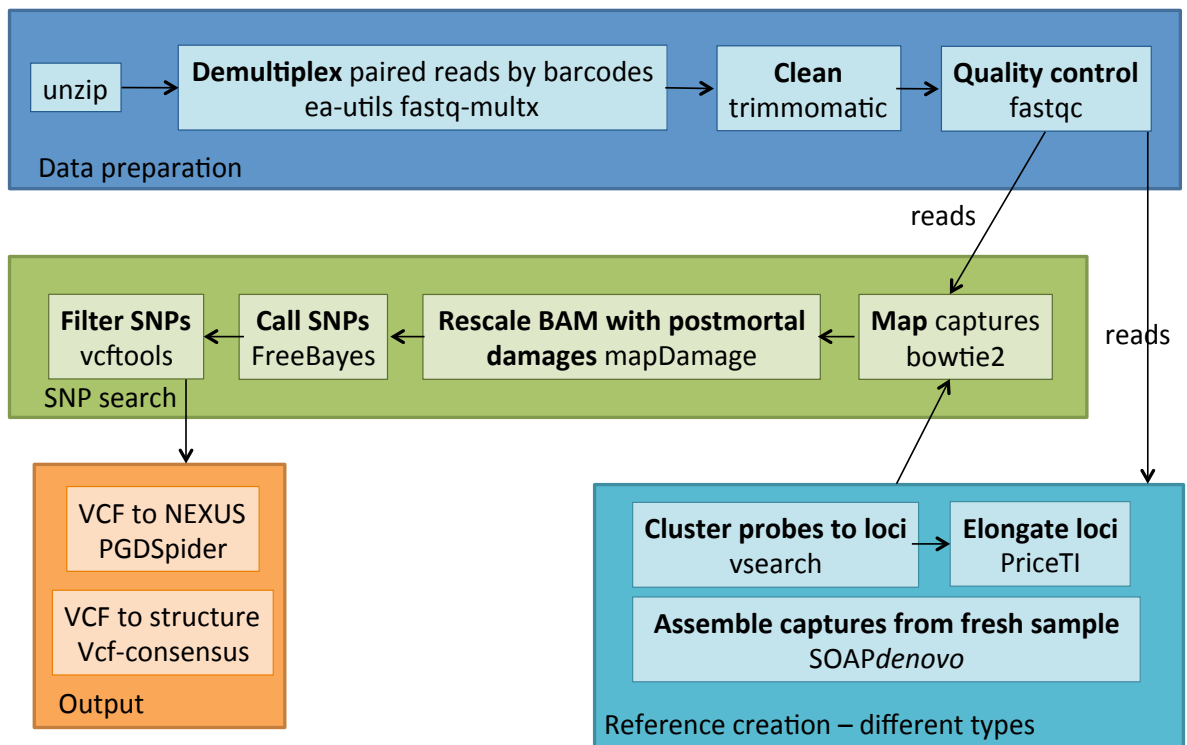 unzip
Demultiplex paired reads by barcodes
ea-utils fastq-multx
Clean
trimmomatic
Quality control
fastqc
Data preparation
reads
reads
Filter SNPs
vcftools
Call SNPs
FreeBayes
Rescale BAM with postmortal
damages mapDamage
Map captures
bowtie2
SNP search
VCF to NEXUS
PGDSpider
VCF to structure
Vcf-consensus
Output
Cluster probes to loci
vsearch
Elongate loci
PriceTI
Assemble captures from fresh sample
SOAPdenovo
Reference creation – different types